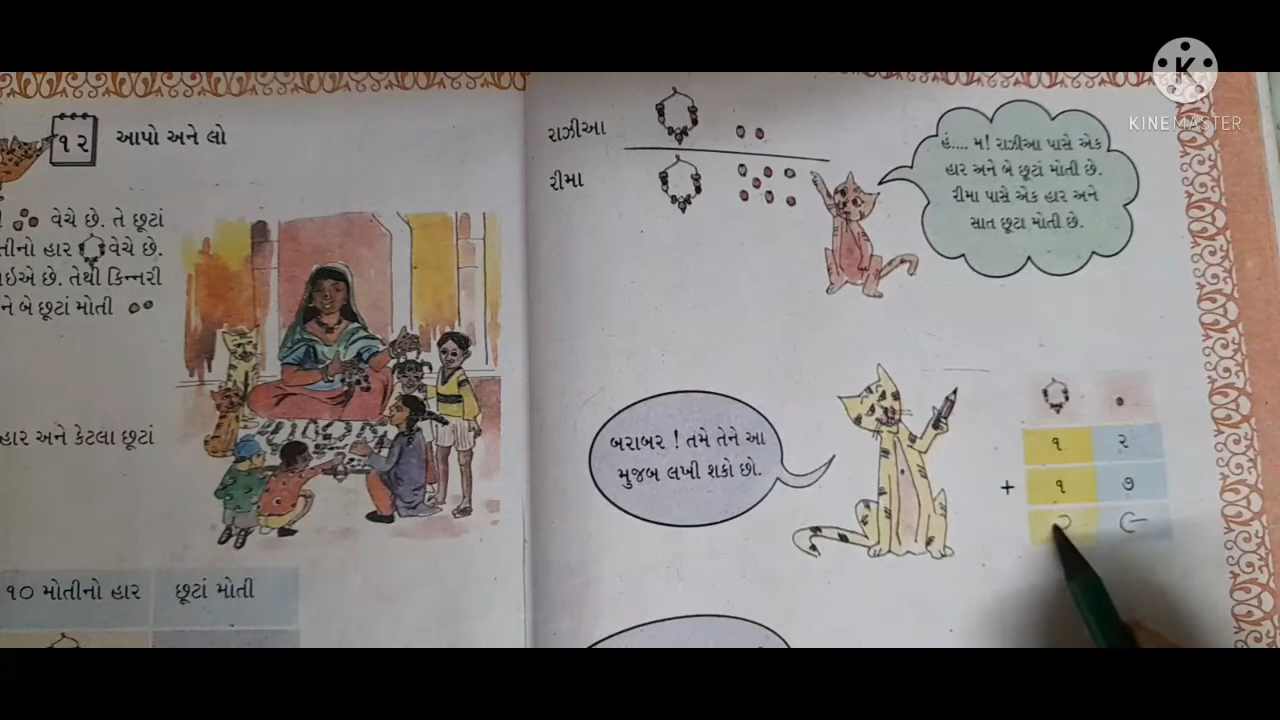 ૧૨
આપો અને લો
વેચે છે. તે છૂટાં
હાર વેચે છે.
છે. તેથી કિન્નરી
બે છૂટાં મોતી
હાર અને કેટલા છૂટાં
૧૦ મોતીનો હાર છૂટાં મોતી
રાઝીઆ
રીમા
હં.... મ! રાઝીઆ પાસે એક
હાર અને બે છૂટાં મોતી છે.
રીમા પાસે એક હાર અને
સાત છૂટા મોતી છે.
બરાબર ! તમે તેને આ
મુજબ લખી શકો છો.
૧ ૨
+ ૧ ૭
૨ ૯
K
KINEMASTER